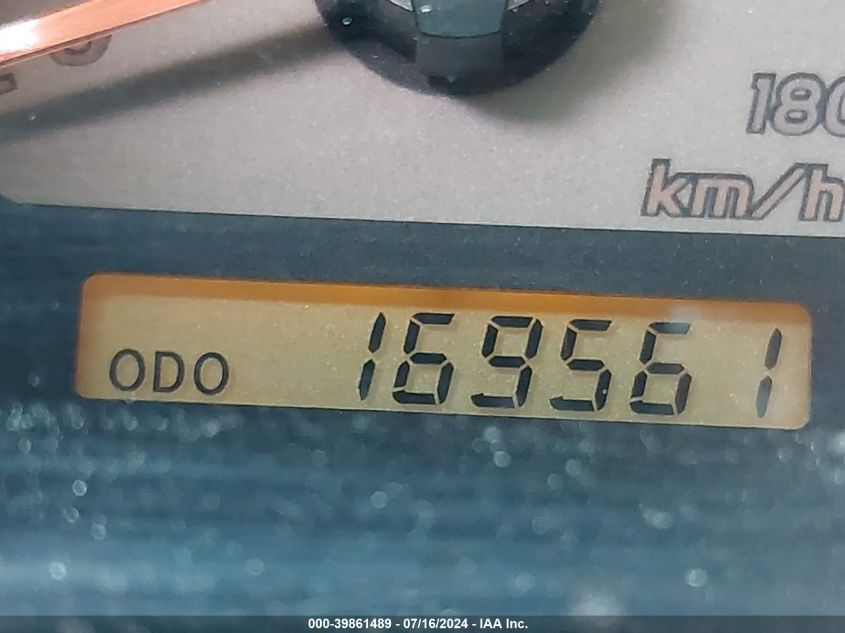 180
km/h
ODO 169561
000-39861489 - 07/16/2024 - IAA Inc.